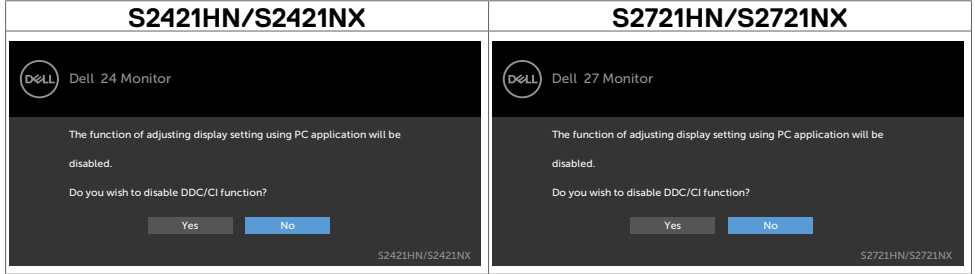 S2421HN/S2421NX
S2721HN/S2721NX
DELL
Dell 24 Monitor
The function of adjusting display setting using PC application will be
disabled.
Do you wish to disable DDC/CI function?
Yes
No
S2421HN/S2421NX
DELL
Dell 27 Monitor
The function of adjusting display setting using PC application will be
disabled.
Do you wish to disable DDC/CI function?
Yes
No
S2721HN/S2721NX